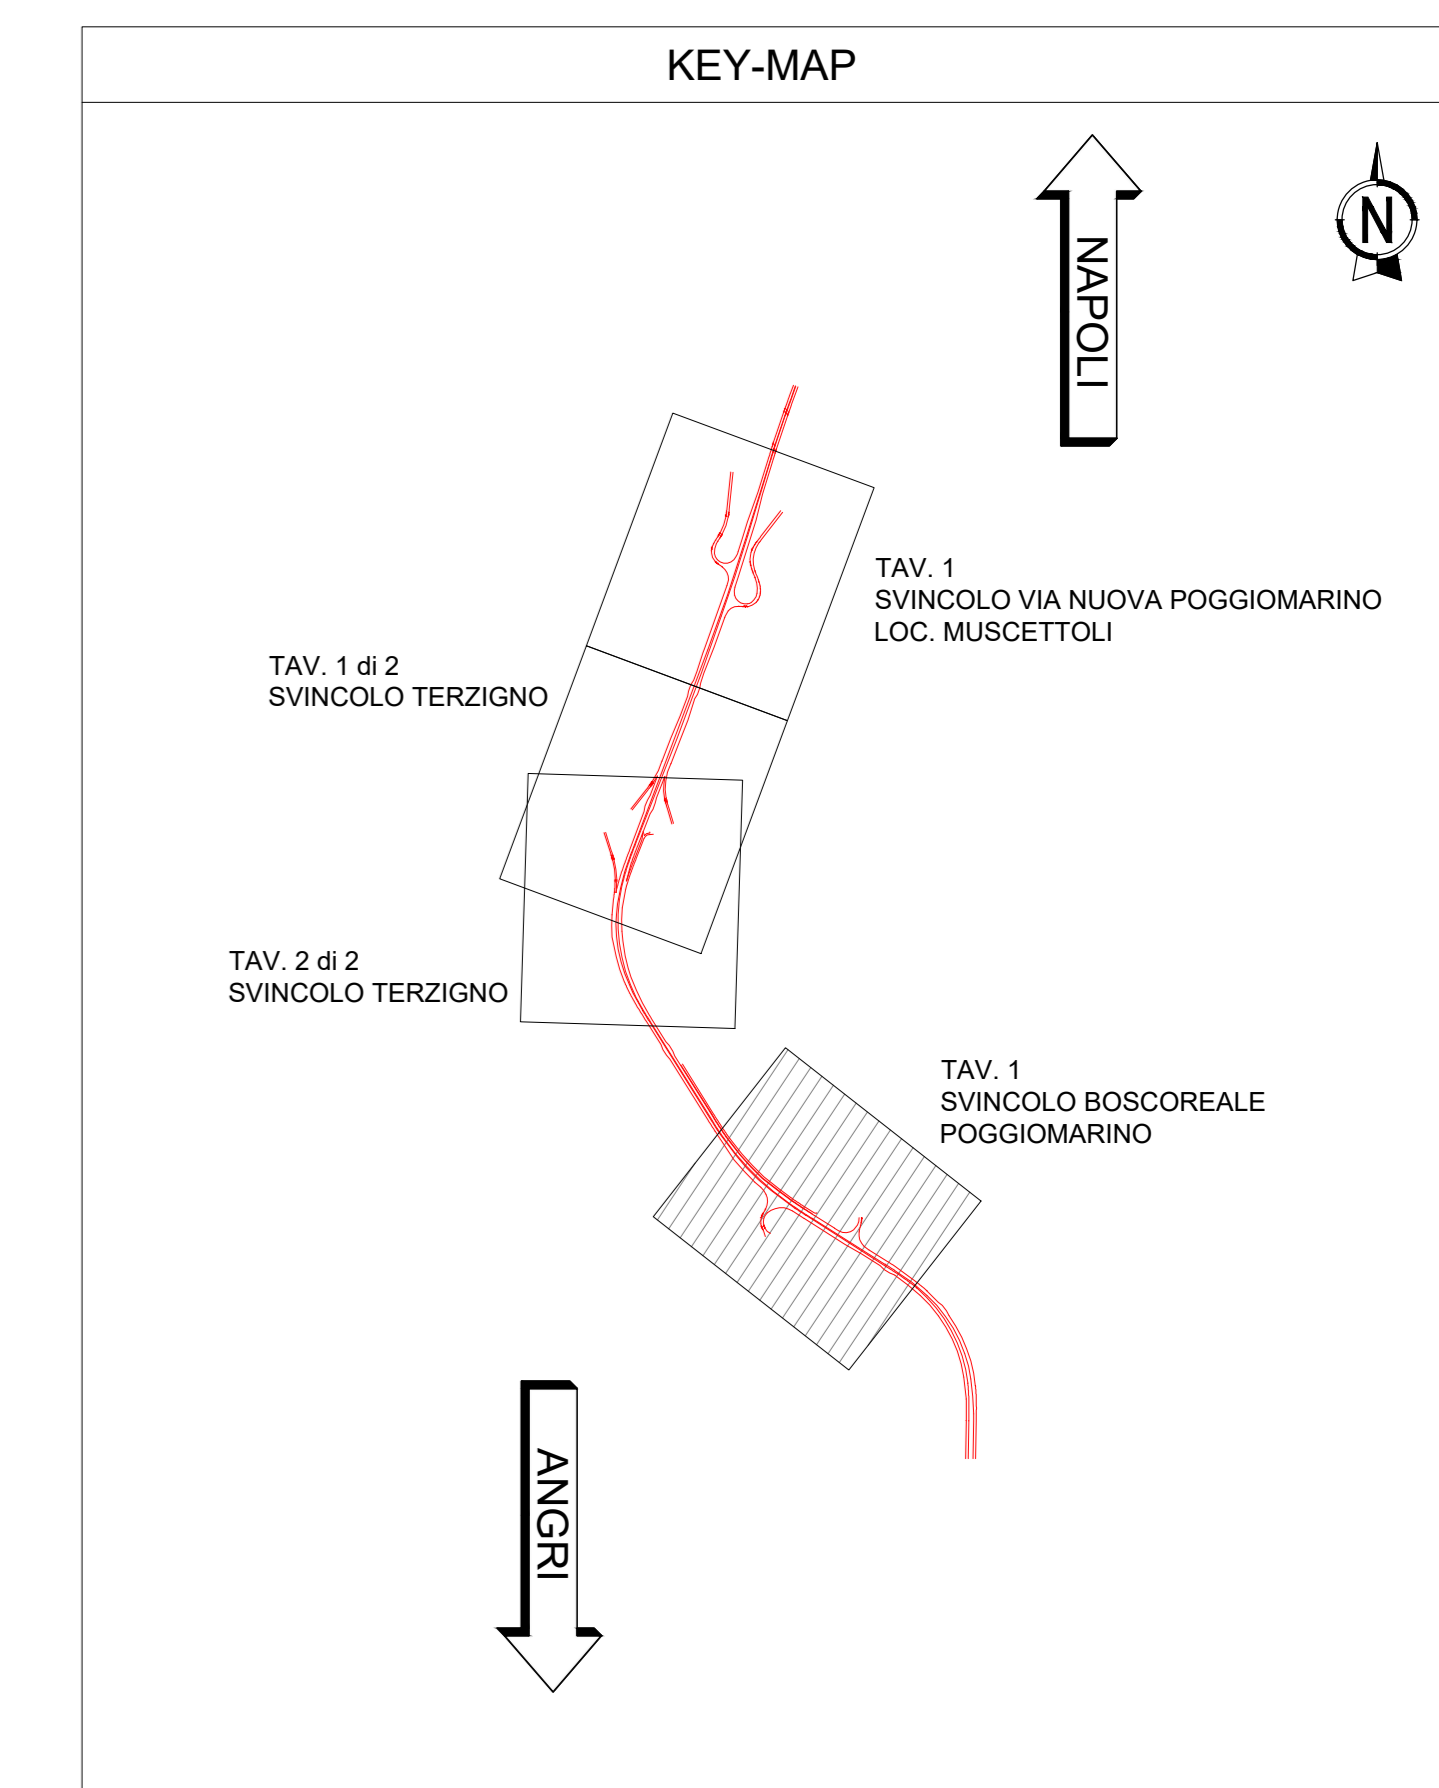 KEY-MAP
N
NAPOLI
TAV. 1
SVINCOLO VIA NUOVA POGGIOMARINO
LOC. MUSCETTOLI
TAV. 1 di 2
SVINCOLO TERZIGNO
TAV. 2 di 2
SVINCOLO TERZIGNO
TAV. 1
SVINCOLO BOSCOREALE
POGGIOMARINO
ANGRI